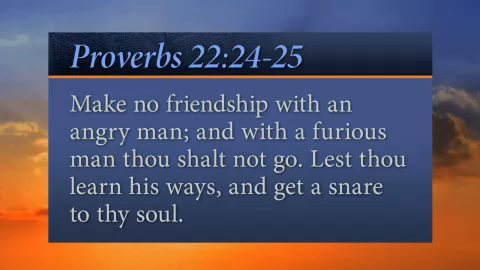 Proverbs 22:24-25
Make no friendship with an
angry man; and with a furious
man thou shalt not go. Lest thou
learn his ways, and get a snare
to thy soul.